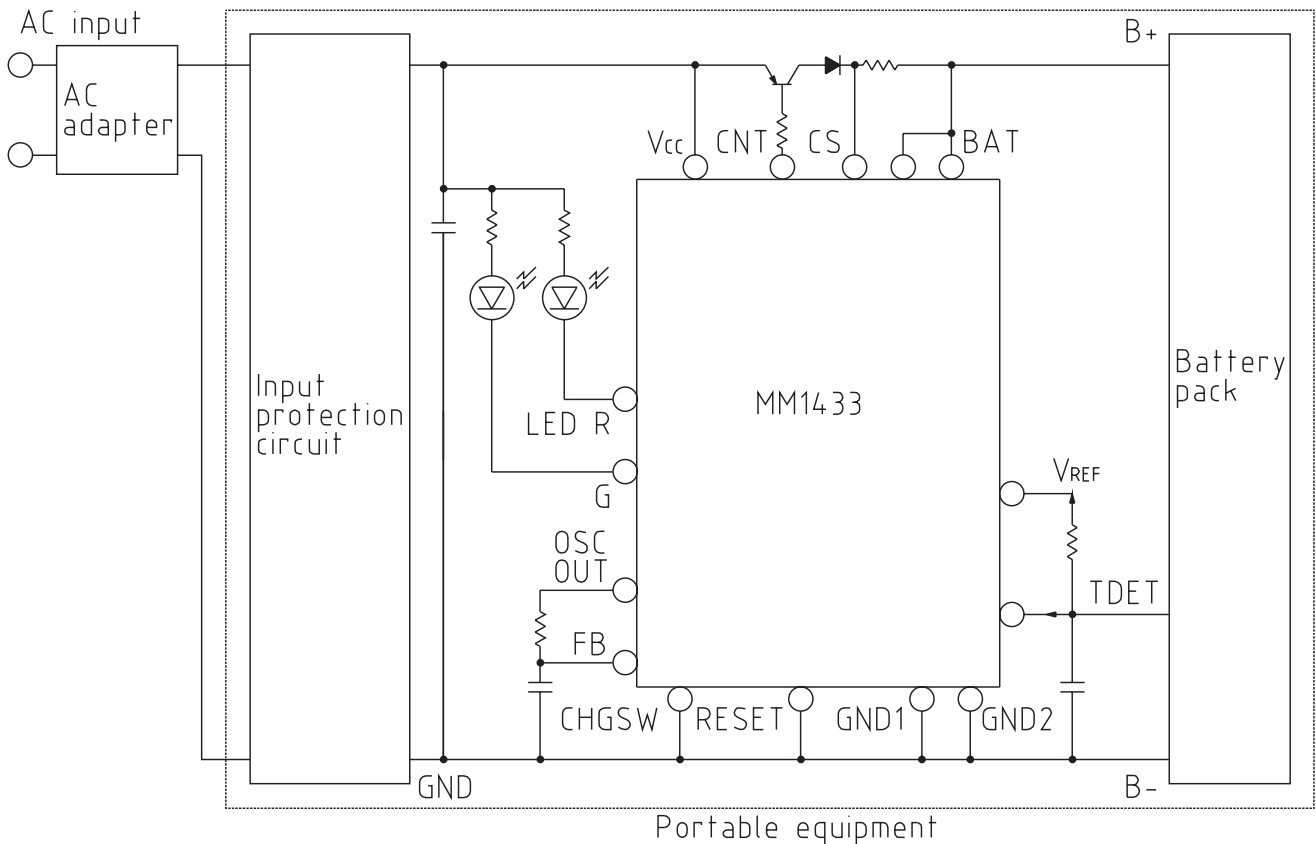 AC input
B+
AC
adapter
Vcc
CNT
CS
BAT
Input
protection
circuit
MM1433
Battery
pack
LED R
VREF
G
OSC
OUT
TDET
FB
CHGSW
RESET
GND1
GND2
GND
B-
Portable equipment